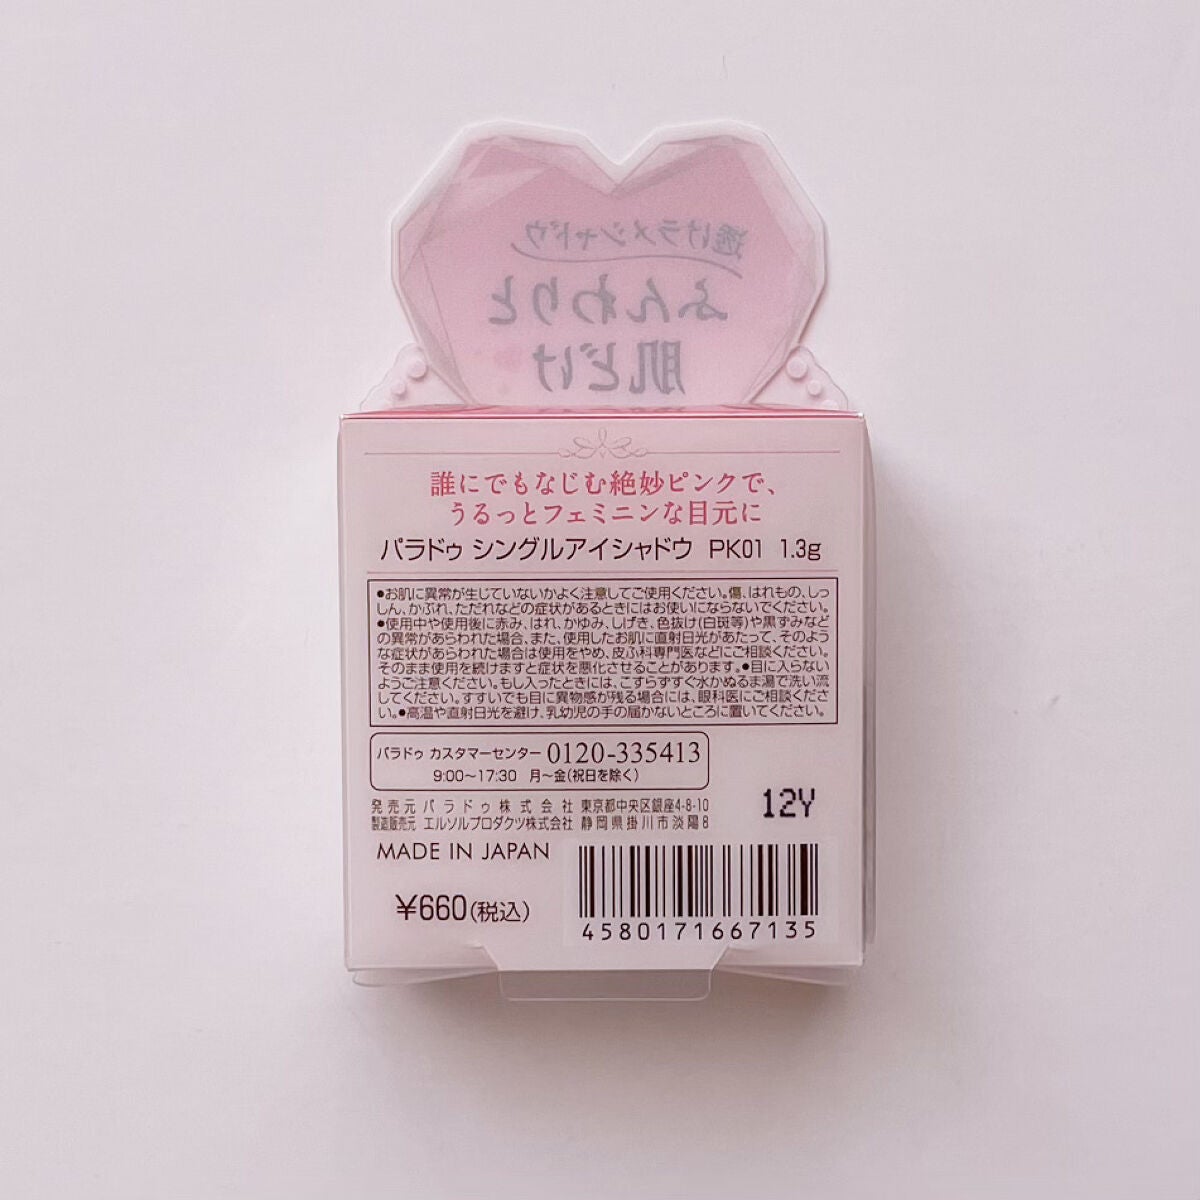 透けラメシャドウ
ふんわりと
肌どけ
誰にでもなじむ絶妙ピンクで、
うるっとフェミニンな目元に
パラドゥ シングルアイシャドウ PK01 1.3g
●お肌に異常が生じていないかよく注意してご使用ください。傷、はれもの、しっ
しん、かぶれ、ただれなどの症状があるときにはお使いにならないでください。
●使用中や使用後に赤み、はれ、かゆみ、しげき、色抜け(白斑等)や黒ずみなど
の異常があらわれた場合、また、使用したお肌に直射日光があたって、そのよう
な症状があらわれた場合は使用をやめ、皮ふ科専門医などにご相談ください。
そのまま使用を続けますと症状を悪化させることがあります。●目に入らない
ようご注意ください。もし入ったときには、こすらずすぐ水かぬるま湯で洗い流
してください。すすいでも目に異物感が残る場合には、眼科医にご相談くださ
い。●高温や直射日光を避け、乳幼児の手の届かないところに置いてください。
パラドゥ カスタマーセンター 0120-335413
9:00〜17:30 月〜金(祝日を除く)
発売元 パラドゥ株式会社 東京都中央区銀座4-8-10
製造販売元 エルソルプロダクツ株式会社 静岡県掛川市淡陽8
12Y
MADE IN JAPAN
¥660(税込)
4580171667135